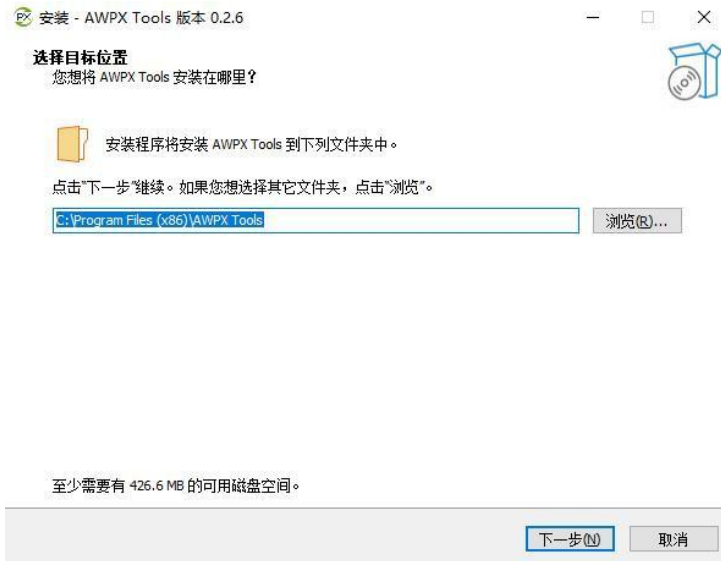 PX 安装 - AWPX Tools 版本 0.2.6
选择目标位置
您想将 AWPX Tools 安装在哪里？
安装程序将安装 AWPX Tools 到下列文件夹中。
点击"下一步"继续。如果您想选择其它文件夹，点击"浏览"。
C:\Program Files (x86)\AWPX Tools
浏览(R)...
至少需要有 426.6 MB 的可用磁盘空间。
下一步(N)
取消